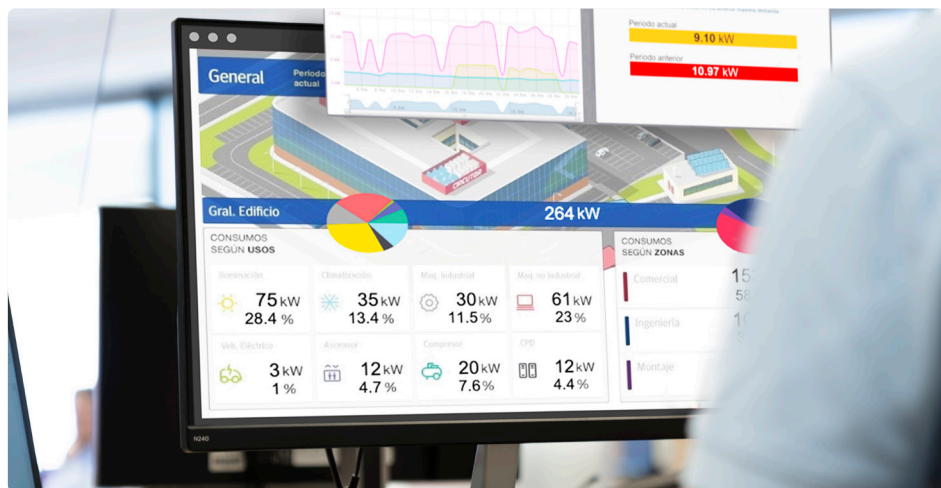 Periodo actual
9.10 kW
Periodo anterior
10.97 kW
General
Periodo
actual
CIRCUTOR
Gral. Edificio
264 kW
CONSUMOS
SEGÚN USOS
Iluminación
75 kW
28.4 %
Climatización
35 kW
13.4 %
Maq. Industrial
30 kW
11.5%
Maq. no Industrial
61 kW
23 %
Veh. Eléctrico
3 kW
1 %
Ascensor
12 kW
4.7 %
Compresor
20 kW
7.6 %
CPD
12 kW
4.4 %
CONSUMOS
SEGÚN ZONAS
Comercial
Ingeniería
Montaje
N240